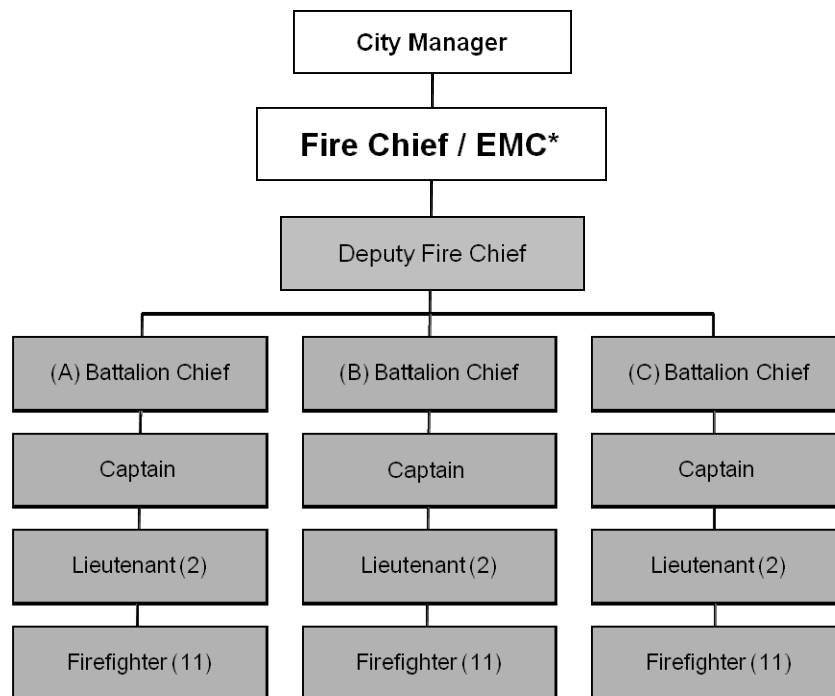 City Manager
Fire Chief / EMC*
Deputy Fire Chief
(A) Battalion Chief
(B) Battalion Chief
(C) Battalion Chief
Captain
Captain
Captain
Lieutenant (2)
Lieutenant (2)
Lieutenant (2)
Firefighter (11)
Firefighter (11)
Firefighter (11)